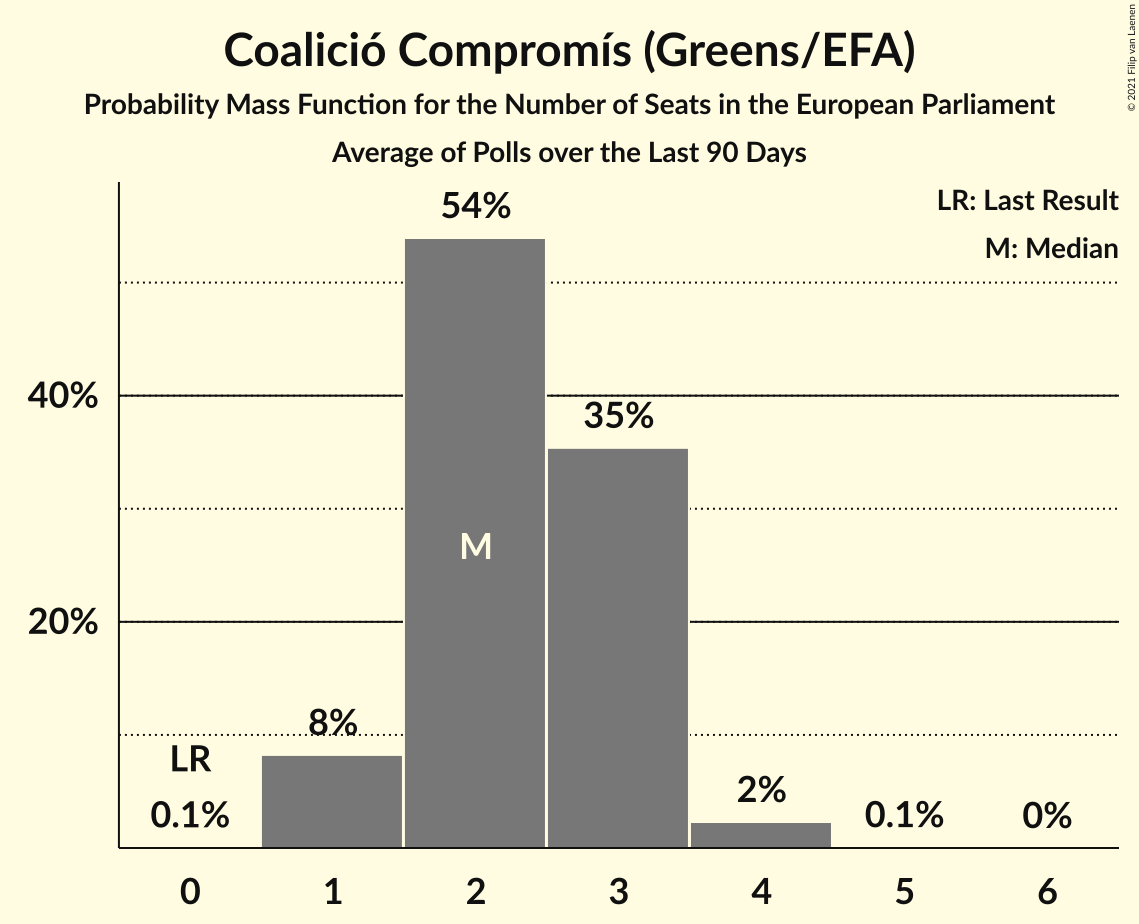 Coalició Compromís (Greens/EFA)
Probability Mass Function for the Number of Seats in the European Parliament
Average of Polls over the Last 90 Days
© 2021 Filip van Laenen
LR: Last Result
M: Median
54%
40%
35%
M
20%
8%
LR
0.1%
2%
0.1%
0%
0 1 2 3 4 5 6